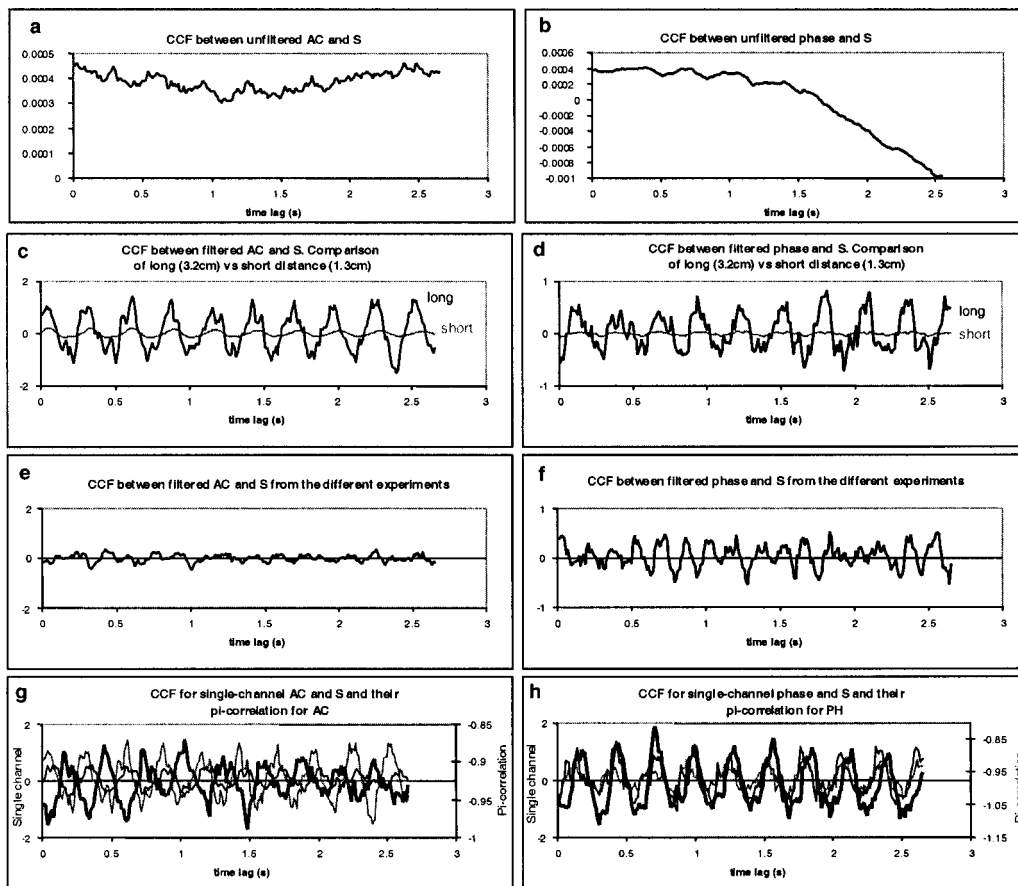 a
CCF between unfiltered AC and S
0.0005
0.0004
0.0003
0.0002
0.0001
0
0 0.5 1 1.5 2 2.5 3
time lag (s)
b
CCF between unfiltered phase and S
0.0006
0.0004
0.0002
0
-0.0002
-0.0004
-0.0006
-0.0008
-0.001
0 0.5 1 1.5 2 2.5 3
time lag (s)
c
CCF between filtered AC and S. Comparison
of long (3.2cm) vs short distance (1.3cm)
2
0
-2
long
short
0 0.5 1 1.5 2 2.5 3
time lag (s)
d
CCF between filtered phase and S. Comparison
of long (3.2cm) vs short distance (1.3cm)
1
0
-1
long
short
0 0.5 1 1.5 2 2.5 3
time lag (s)
e
CCF between filtered AC and S from the different experiments
2
0
-2
0 0.5 1 1.5 2 2.5 3
time lag (s)
f
CCF between filtered phase and S from the different experiments
1
0
-1
0 0.5 1 1.5 2 2.5 3
time lag (s)
g
CCF for single-channel AC and S and their
pi-correlation for AC
Single channel
2
0
-2
-0.85
-0.9
-0.95
-1
Pi-correlation
0 0.5 1 1.5 2 2.5 3
time lag (s)
h
CCF for single-channel phase and S and their
pi-correlation for PH
Single channel
2
0
-2
-0.85
-0.95
-1.05
-1.15
Pi-correlation
0 0.5 1 1.5 2 2.5 3
time lag (s)